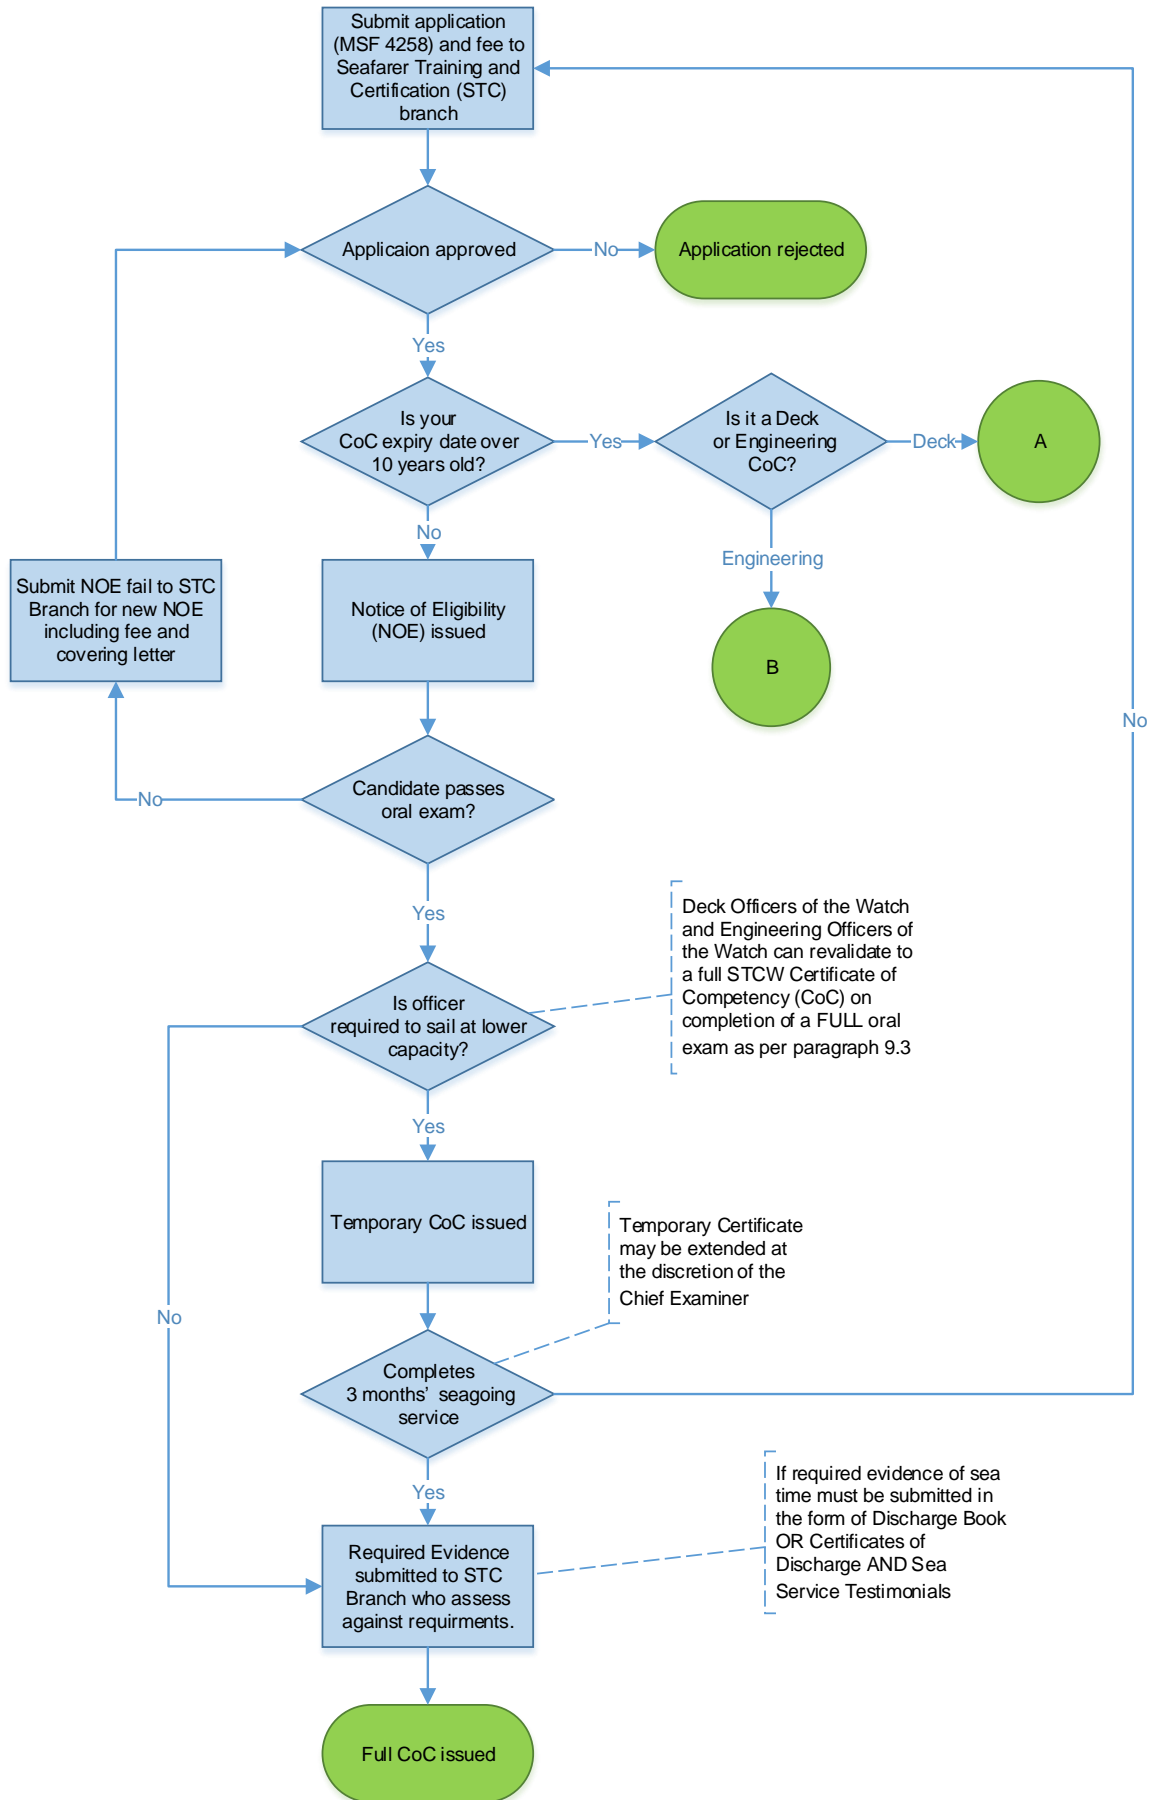 Submit application
(MSF 4258) and fee to
Seafarer Training and
Certification (STC)
branch
Applicaion approved
No
Application rejected
Yes
Is your
CoC expiry date over
10 years old?
Yes
Is it a Deck
or Engineering
CoC?
Deck
A
No
Engineering
Submit NOE fail to STC
Branch for new NOE
including fee and
covering letter
Notice of Eligibility
(NOE) issued
B
No
Candidate passes
oral exam?
No
Yes
Deck Officers of the Watch
and Engineering Officers of
the Watch can revalidate to
a full STCW Certificate of
Competency (CoC) on
completion of a FULL oral
exam as per paragraph 9.3
Is officer
required to sail at lower
capacity?
Yes
Temporary CoC issued
Temporary Certificate
may be extended at
the discretion of the
Chief Examiner
No
Completes
3 months' seagoing
service
Yes
If required evidence of sea
time must be submitted in
the form of Discharge Book
OR Certificates of
Discharge AND Sea
Service Testimonials
Required Evidence
submitted to STC
Branch who assess
against requirments.
Full CoC issued